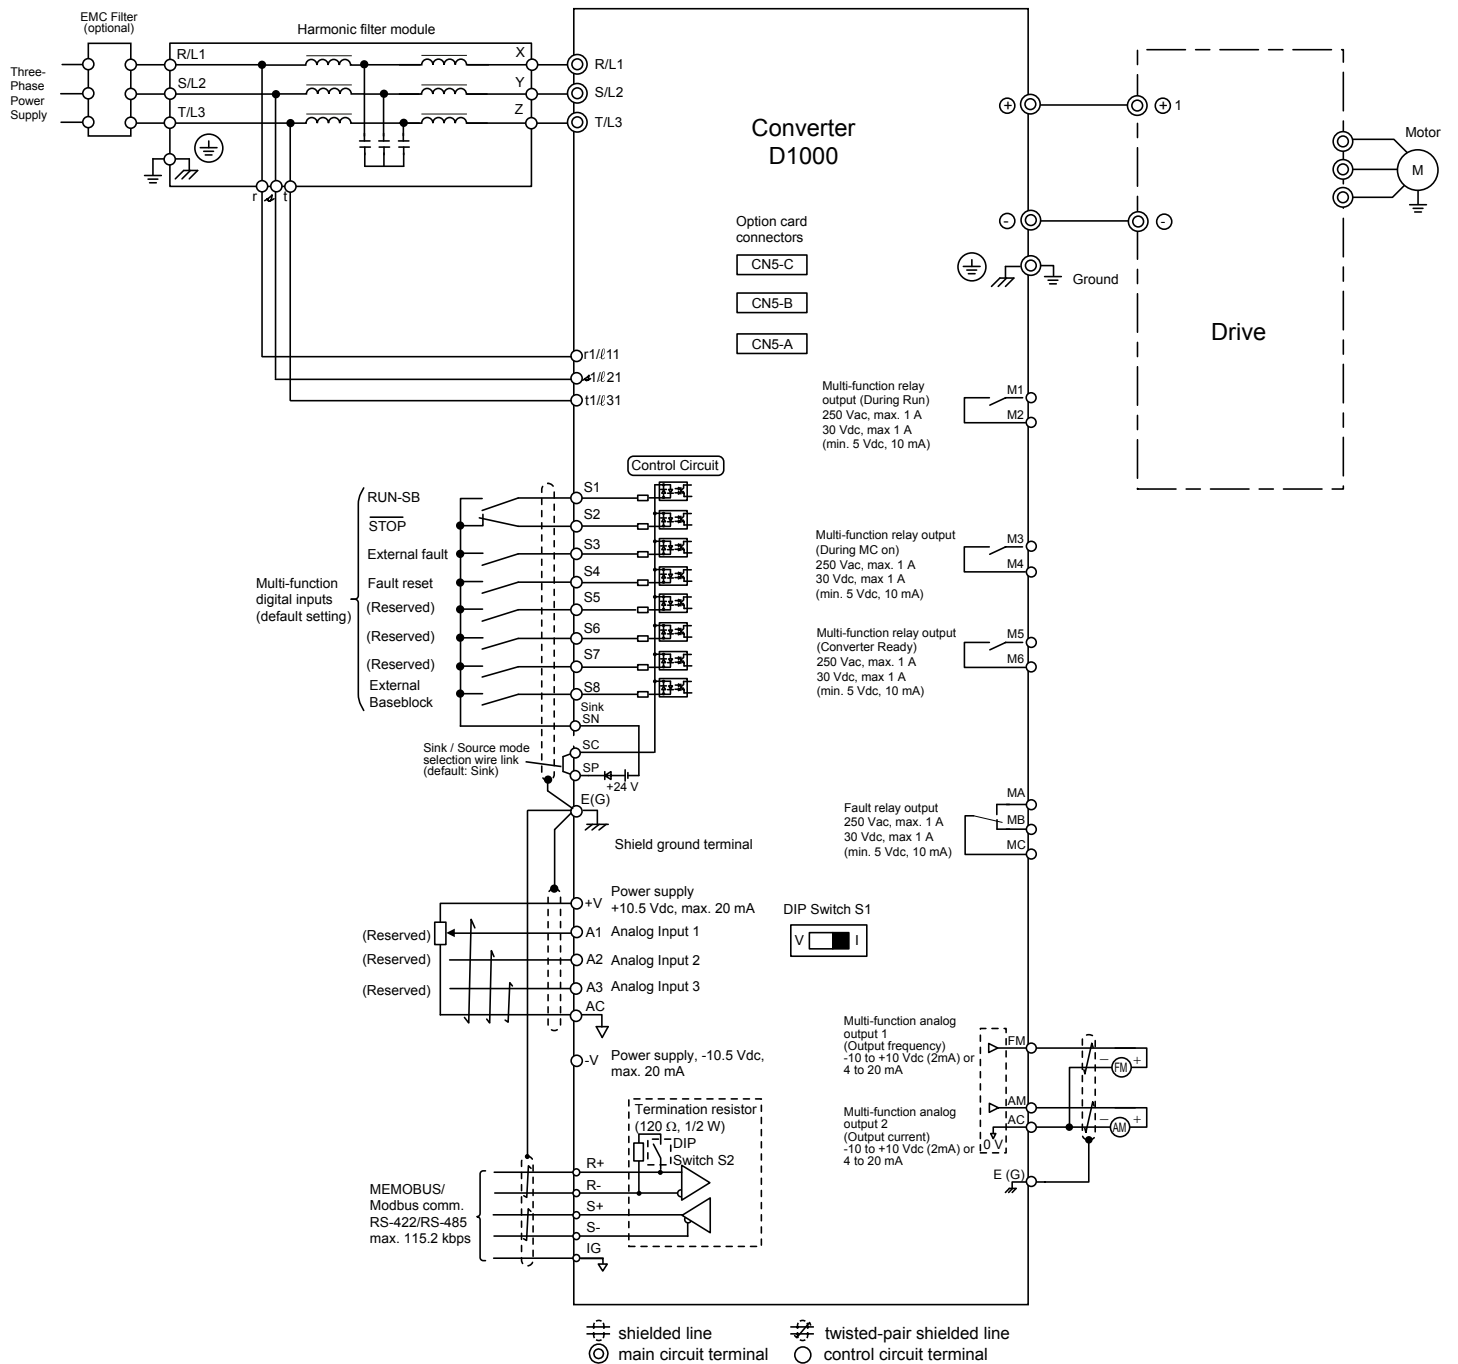 EMC Filter
(optional)
Harmonic filter module
Three-
Phase
Power
Supply
R/L1
S/L2
T/L3
X
Y
Z
r
t
R/L1
S/L2
T/L3
Converter
D1000
Option card
connectors
CN5-C
CN5-B
CN5-A
+
-
Ground
+ 1
-
Drive
Motor
M
r1/ℓ11
1/ℓ21
t1/ℓ31
Multi-function relay
output (During Run)
250 Vac, max. 1 A
30 Vdc, max 1 A
(min. 5 Vdc, 10 mA)
M1
M2
Control Circuit
Multi-function
digital inputs
(default setting)
RUN-SB
STOP
External fault
Fault reset
(Reserved)
(Reserved)
(Reserved)
External
Baseblock
S1
S2
S3
S4
S5
S6
S7
S8
Sink
SN
SC
SP
+24 V
Sink / Source mode
selection wire link
(default: Sink)
E(G)
Shield ground terminal
Multi-function relay output
(During MC on)
250 Vac, max. 1 A
30 Vdc, max 1 A
(min. 5 Vdc, 10 mA)
M3
M4
Multi-function relay output
(Converter Ready)
250 Vac, max. 1 A
30 Vdc, max 1 A
(min. 5 Vdc, 10 mA)
M5
M6
Fault relay output
250 Vac, max. 1 A
30 Vdc, max 1 A
(min. 5 Vdc, 10 mA)
MA
MB
MC
+V
Power supply
+10.5 Vdc, max. 20 mA
(Reserved)
A1
Analog Input 1
(Reserved)
A2
Analog Input 2
(Reserved)
A3
Analog Input 3
AC
-V
Power supply, -10.5 Vdc,
max. 20 mA
DIP Switch S1
V
I
Multi-function analog
output 1
(Output frequency)
-10 to +10 Vdc (2mA) or
4 to 20 mA
Multi-function analog
output 2
(Output current)
-10 to +10 Vdc (2mA) or
4 to 20 mA
FM
AM
AC
0 V
E (G)
− FM +
− AM +
Termination resistor
(120 Ω, 1/2 W)
DIP
Switch S2
MEMOBUS/
Modbus comm.
RS-422/RS-485
max. 115.2 kbps
R+
R-
S+
S-
IG
shielded line
twisted-pair shielded line
main circuit terminal
control circuit terminal